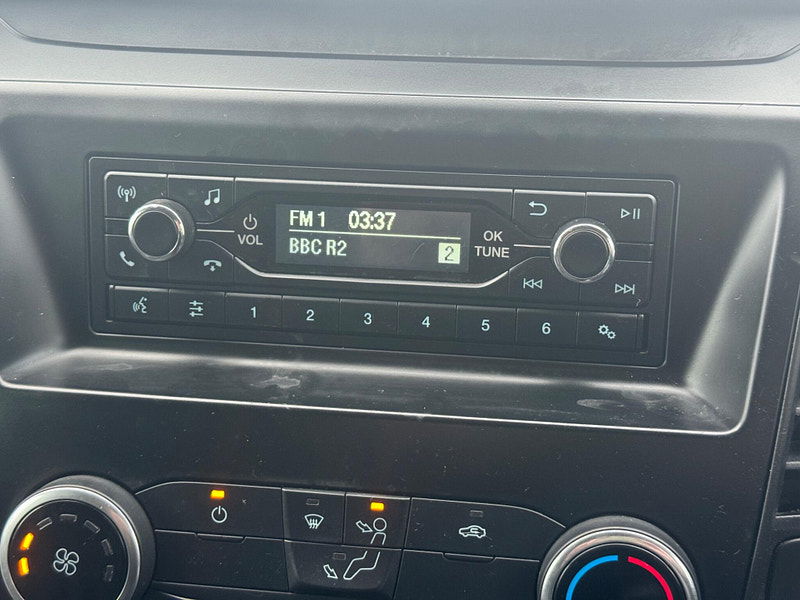 FM 1 03:37
BBC R2 2
VOL
OK
TUNE
1 2 3 4 5 6